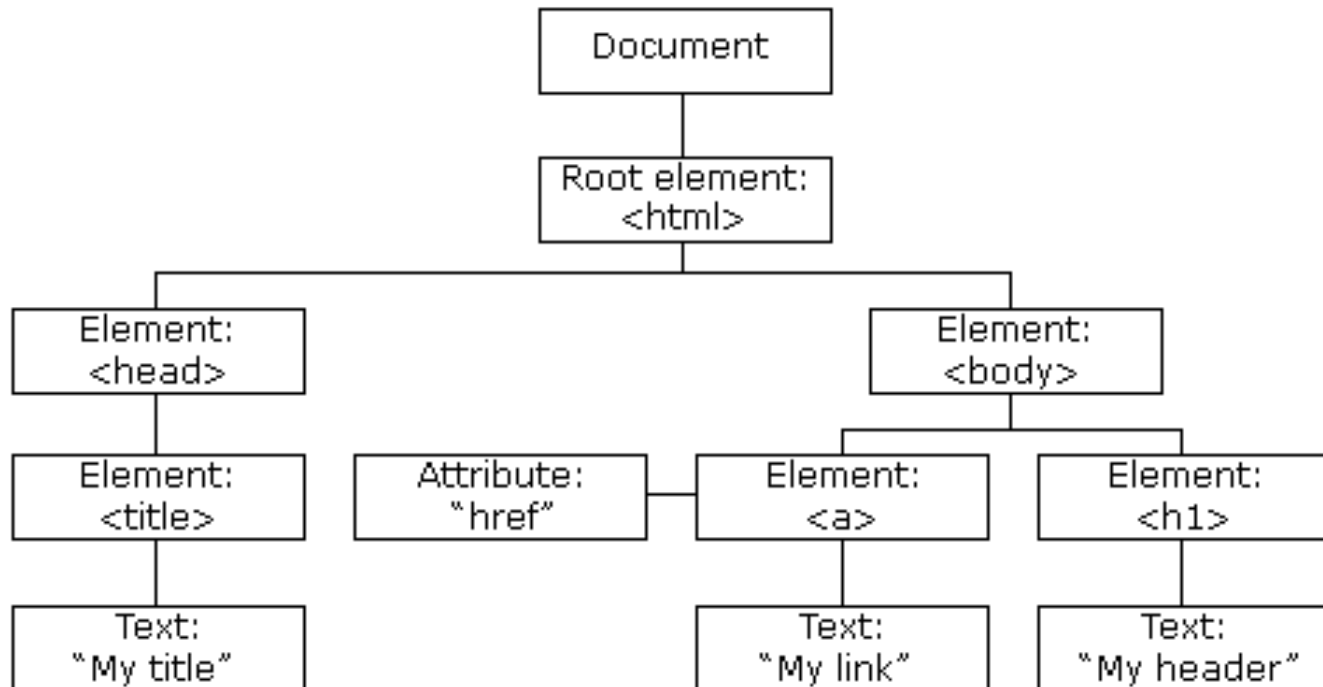 Document
Root element:
<html>
Element:
<head>
Element:
<body>
Element:
<title>
Attribute:
“href”
Element:
<a>
Element:
<h1>
Text:
“My title”
Text:
“My link”
Text:
“My header”